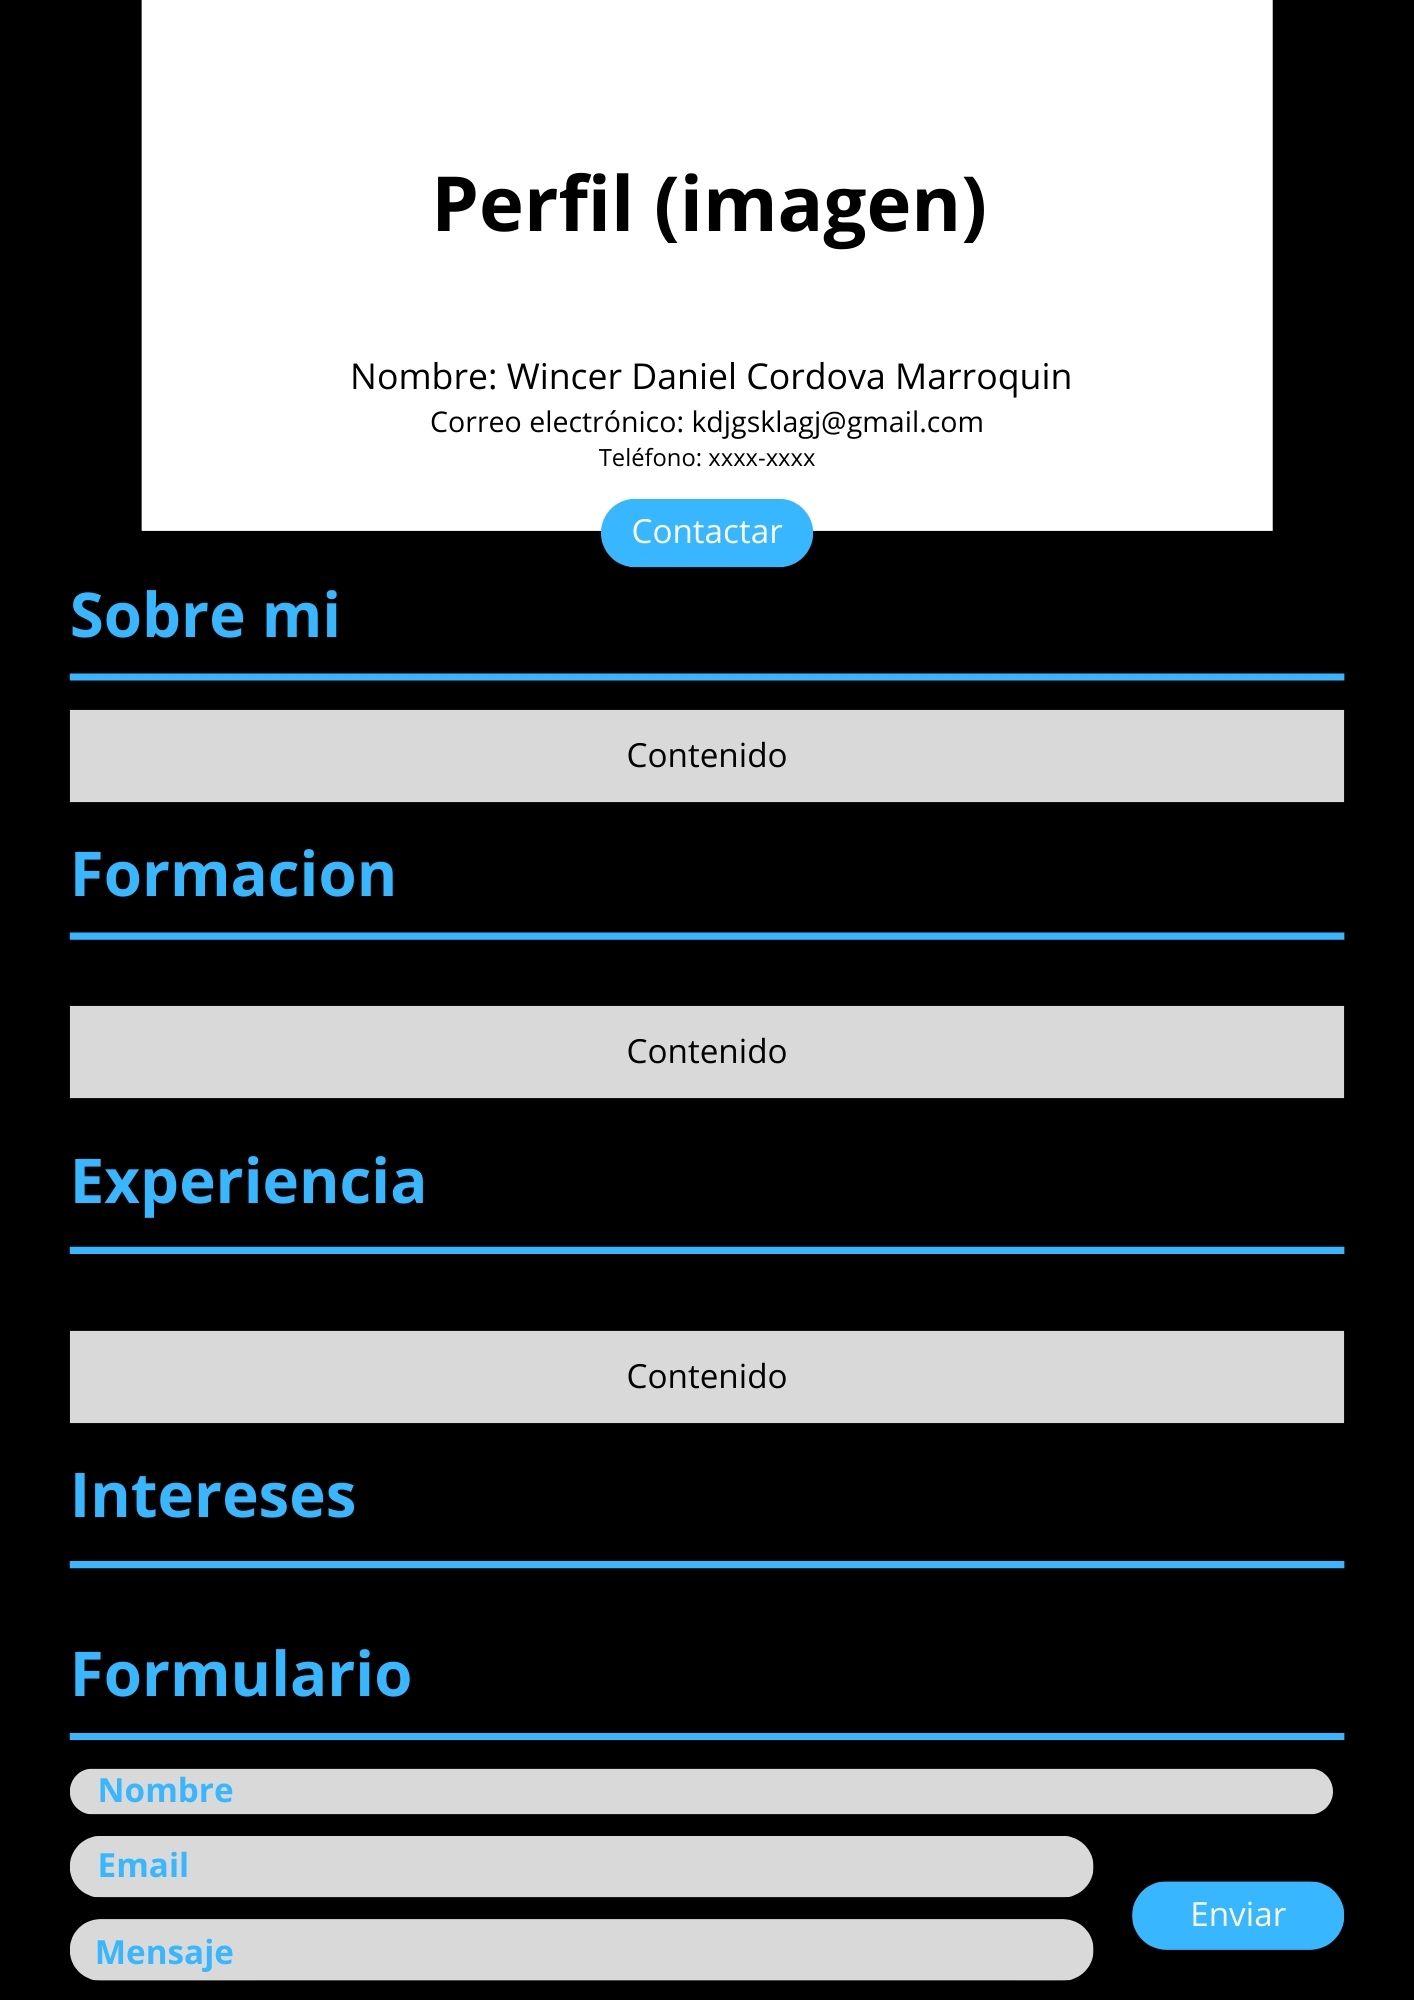 Perfil (imagen)
Nombre: Wincer Daniel Cordova Marroquin
Correo electrónico: kdjgsklagj@gmail.com
Teléfono: xxxx-xxxx
Contactar
Sobre mi
Contenido
Formacion
Contenido
Experiencia
Contenido
Intereses
Formulario
Nombre
Email
Enviar
Mensaje